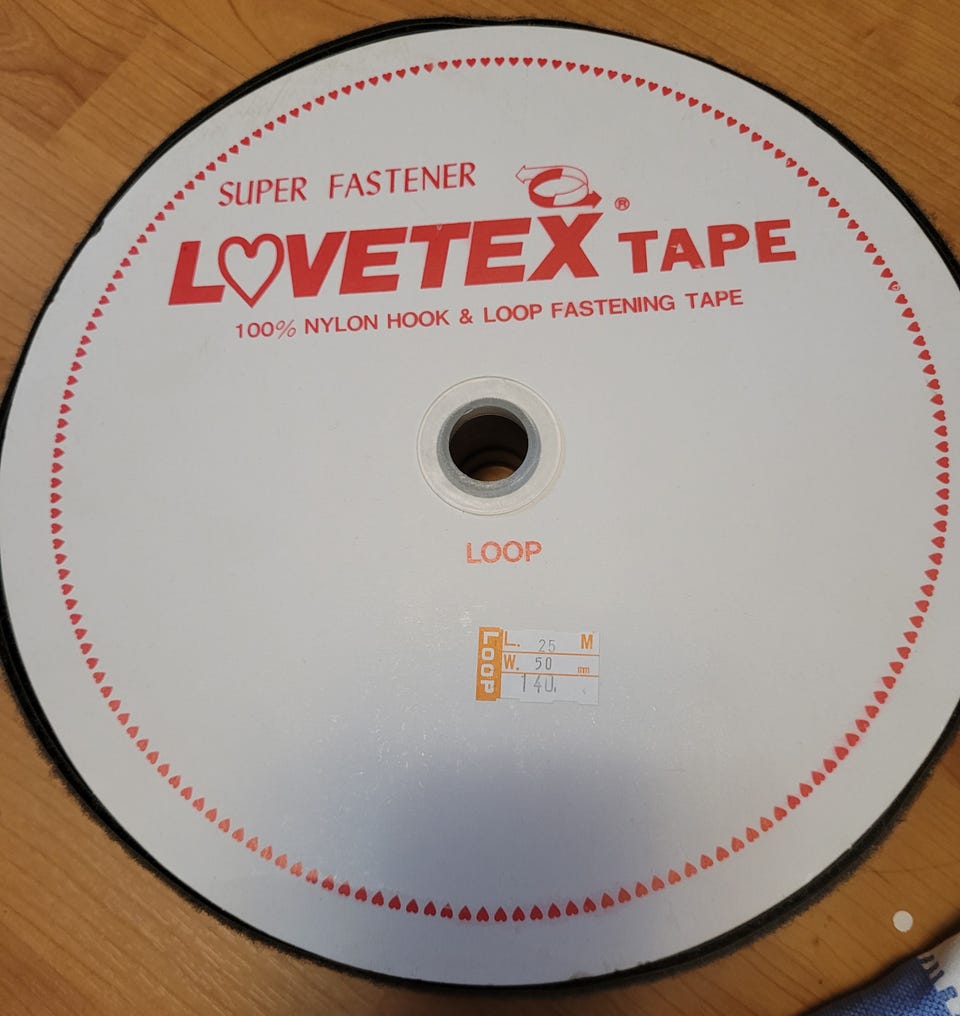 SUPER FASTENER
LOVETEX® TAPE
100% NYLON HOOK & LOOP FASTENING TAPE
LOOP
LOOP
L. 25 M
W. 50 mm
140